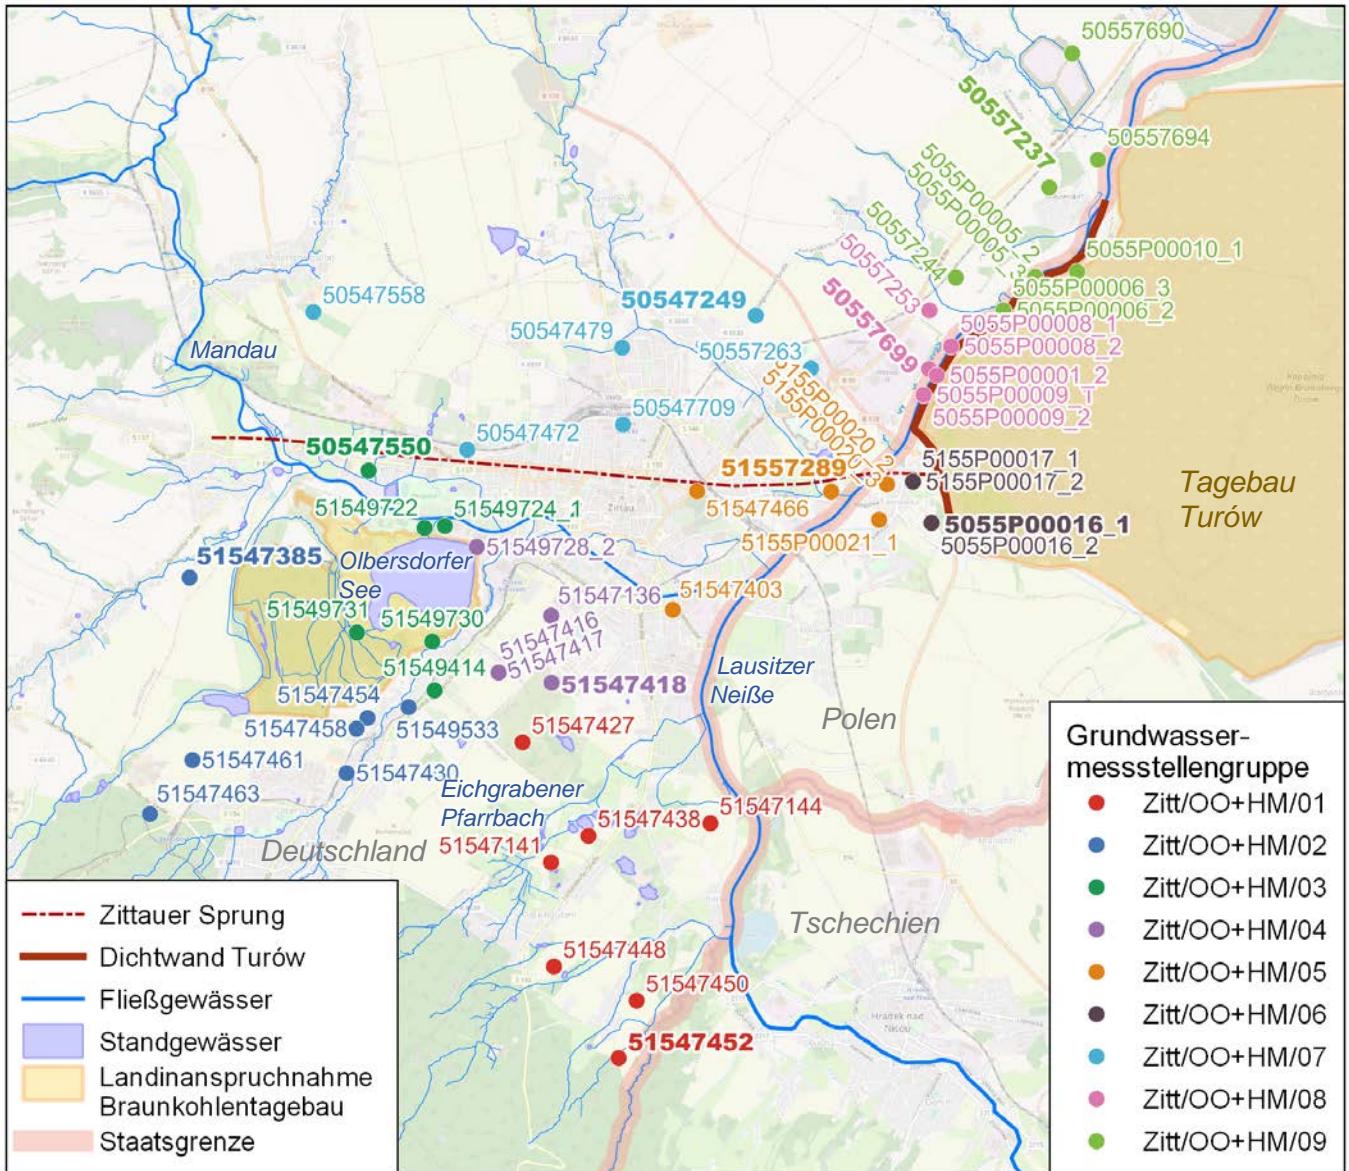 50557690
50557237
50557694
5055P00005_2
5055P00005_3
50557244
5055P00010_1
50557253
5055P00006_3
5055P00006_2
50547558
50547249
50557699
5055P00008_1
5055P00008_2
50547479
Mandau
50557263
5055P00001_2
5055P00009_1
5055P00009_2
5155P00020_2
5155P00020_3
50547709
50547472
50547550
51557289
5155P00017_1
5155P00017_2
Tagebau
Turów
51549722
51549724_1
51547466
Zittau
5055P00016_1
5055P00016_2
5155P00021_1
51549728_2
51547385
Olbersdorfer
See
51547136
51547403
51549731
51549730
51547416
51547417
51549414
51547418
Lausitzer
Neiße
51547454
51547458
51549533
51547427
Polen
51547461
51547430
51547463
Eichgrabener
Pfarrbach
51547438
51547144
51547141
Deutschland
Tschechien
51547448
51547450
51547452
Hrádek nad
Nisou
Zittauer Sprung
Dichtwand Turów
Fließgewässer
Standgewässer
Landinanspruchnahme
Braunkohlentagebau
Staatsgrenze
Grundwasser-
messstellengruppe
Zitt/OO+HM/01
Zitt/OO+HM/02
Zitt/OO+HM/03
Zitt/OO+HM/04
Zitt/OO+HM/05
Zitt/OO+HM/06
Zitt/OO+HM/07
Zitt/OO+HM/08
Zitt/OO+HM/09